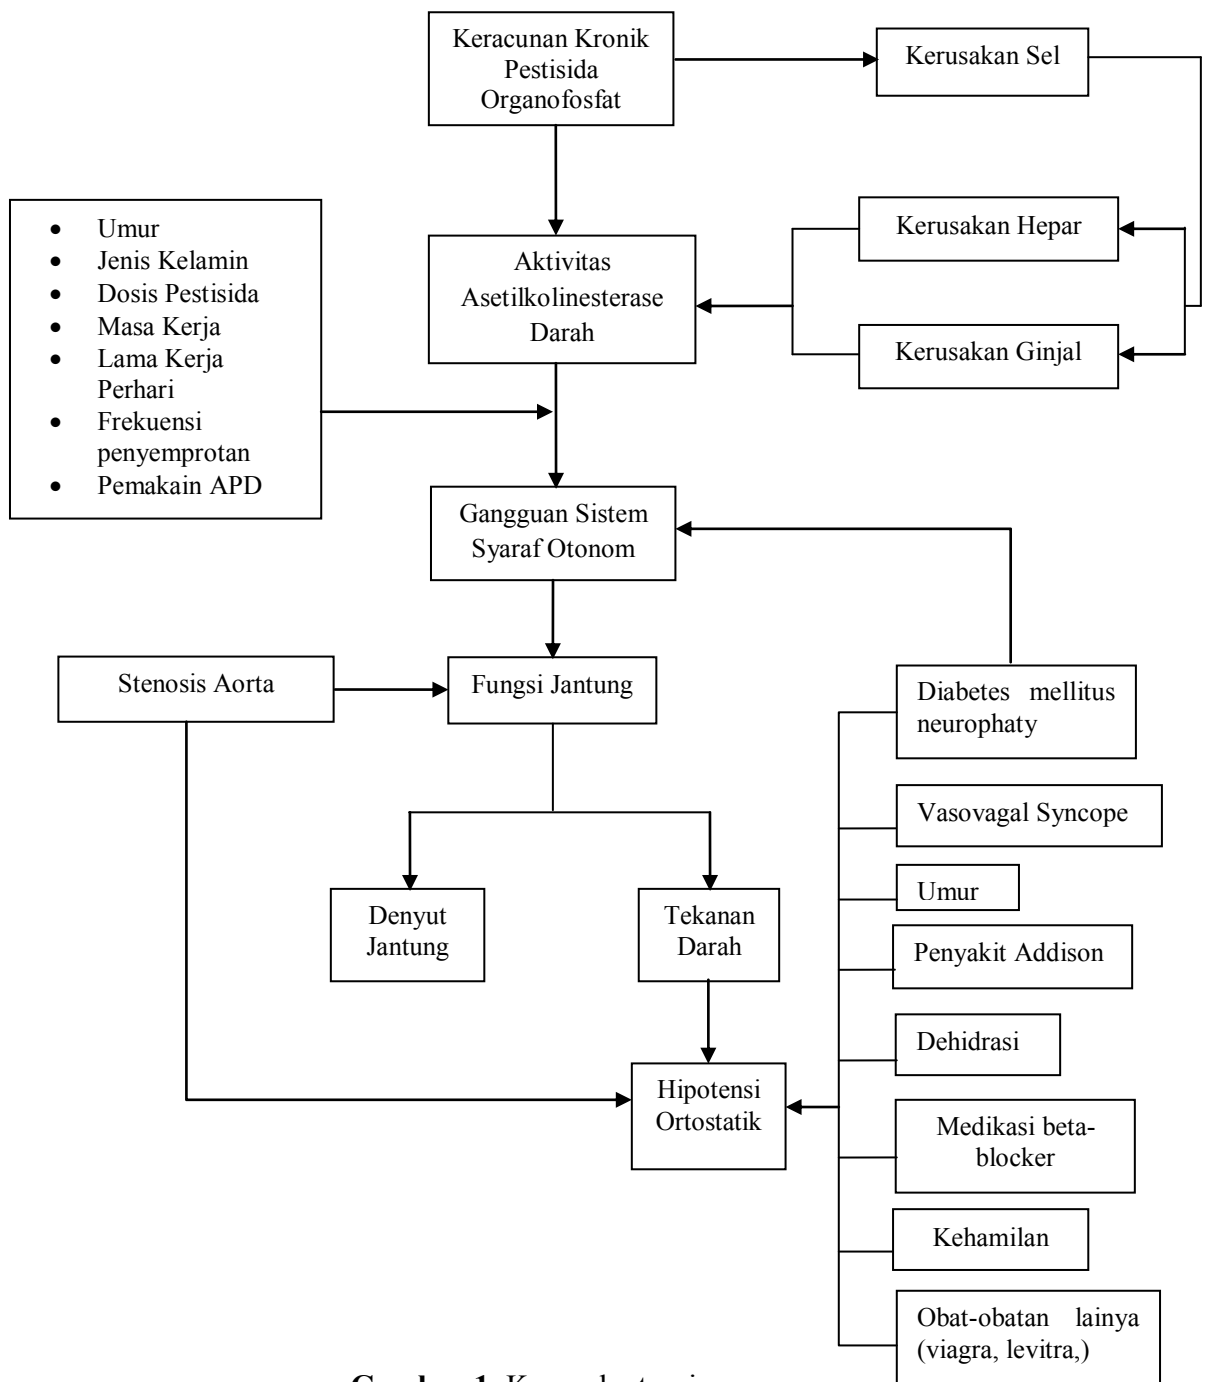 Keracunan Kronik
Pestisida
Organofosfat
Kerusakan Sel
• Umur
• Jenis Kelamin
• Dosis Pestisida
• Masa Kerja
• Lama Kerja
Perhari
• Frekuensi
penyemprotan
• Pemakain APD
Aktivitas
Asetilkolinesterase
Darah
Kerusakan Hepar
Kerusakan Ginjal
Gangguan Sistem
Syaraf Otonom
Stenosis Aorta
Fungsi Jantung
Diabetes mellitus
neurophaty
Vasovagal Syncope
Umur
Penyakit Addison
Dehidrasi
Medikasi beta-
blocker
Kehamilan
Obat-obatan lainya
(viagra, levitra,)
Denyut
Jantung
Tekanan
Darah
Hipotensi
Ortostatik